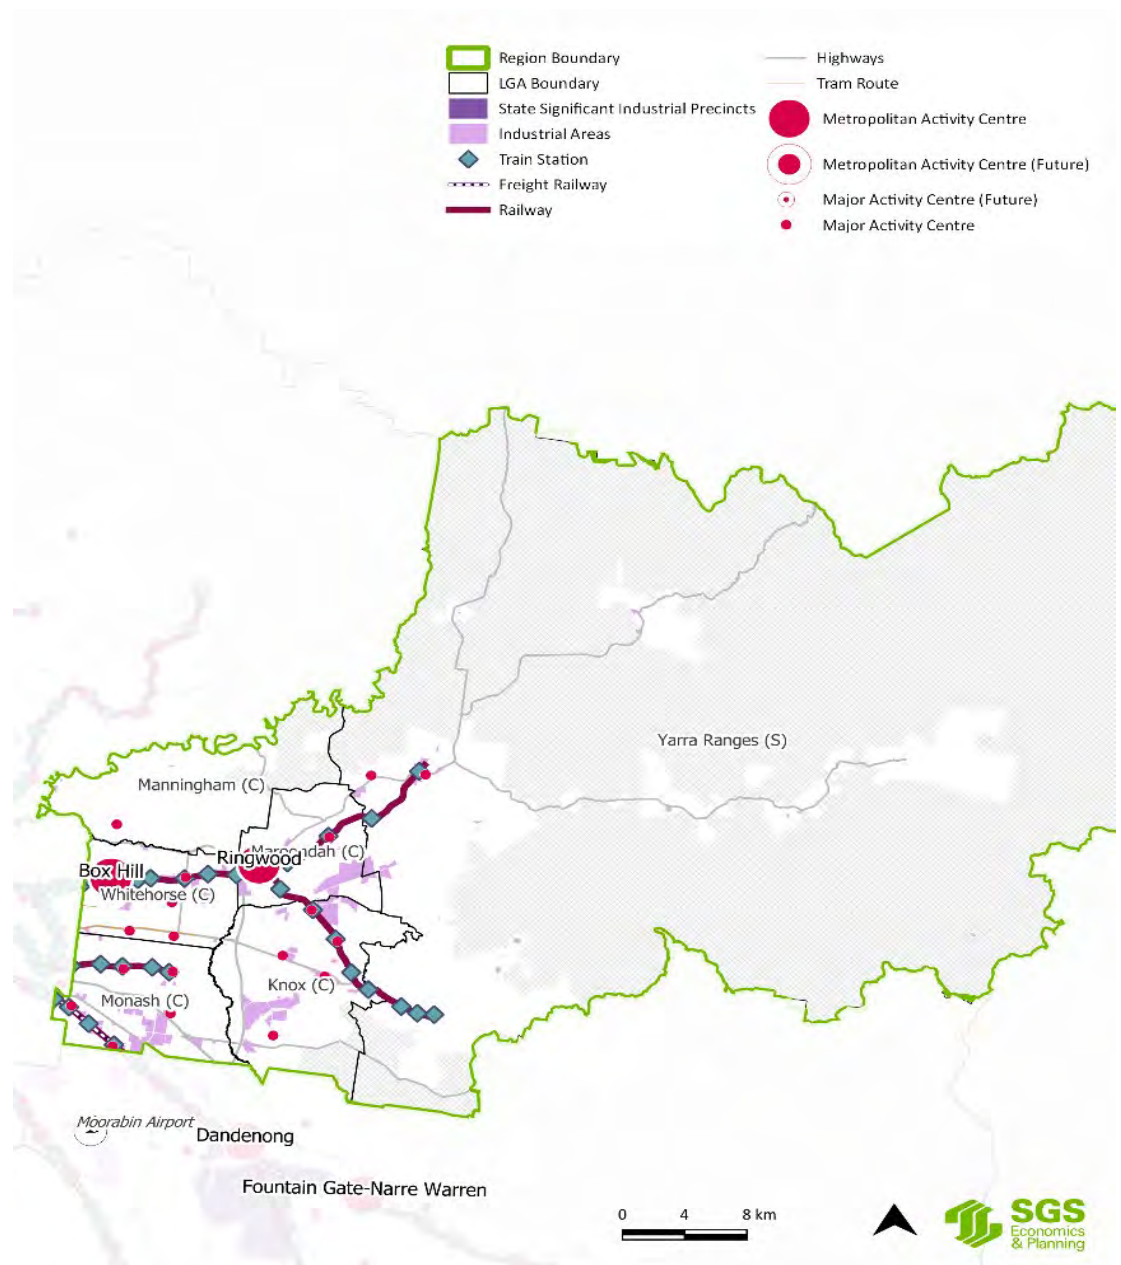 Region Boundary
LGA Boundary
State Significant Industrial Precincts
Industrial Areas
Train Station
Freight Railway
Railway
Highways
Tram Route
Metropolitan Activity Centre
Metropolitan Activity Centre (Future)
Major Activity Centre (Future)
Major Activity Centre
Yarra Ranges (S)
Manningham (C)
Maroondah (C)
Ringwood
Box Hill
Whitehorse (C)
Knox (C)
Monash (C)
Moorabin Airport
Dandenong
Fountain Gate-Narre Warren
0 4 8 km
SGS
Economics
& Planning